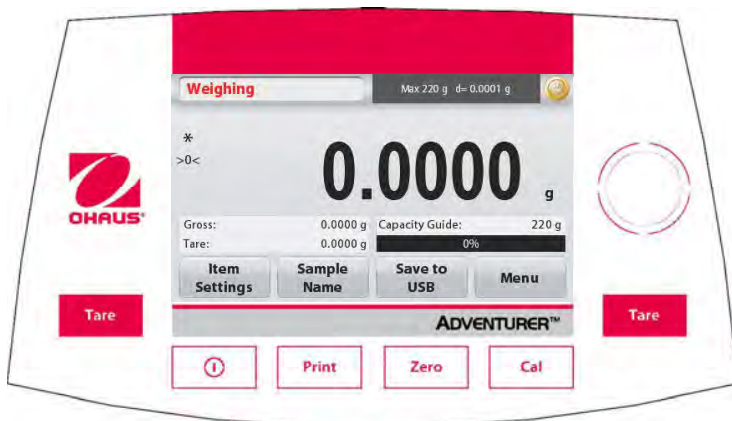 Weighing
Max 220 g d= 0.0001 g
*
>0<
0.0000 g
OHAUS
Gross: 0.0000 g Capacity Guide: 220 g
Tare: 0.0000 g 0%
Item Settings
Sample Name
Save to USB
Menu
Tare
ADVENTURER™
Tare
Print
Zero
Cal